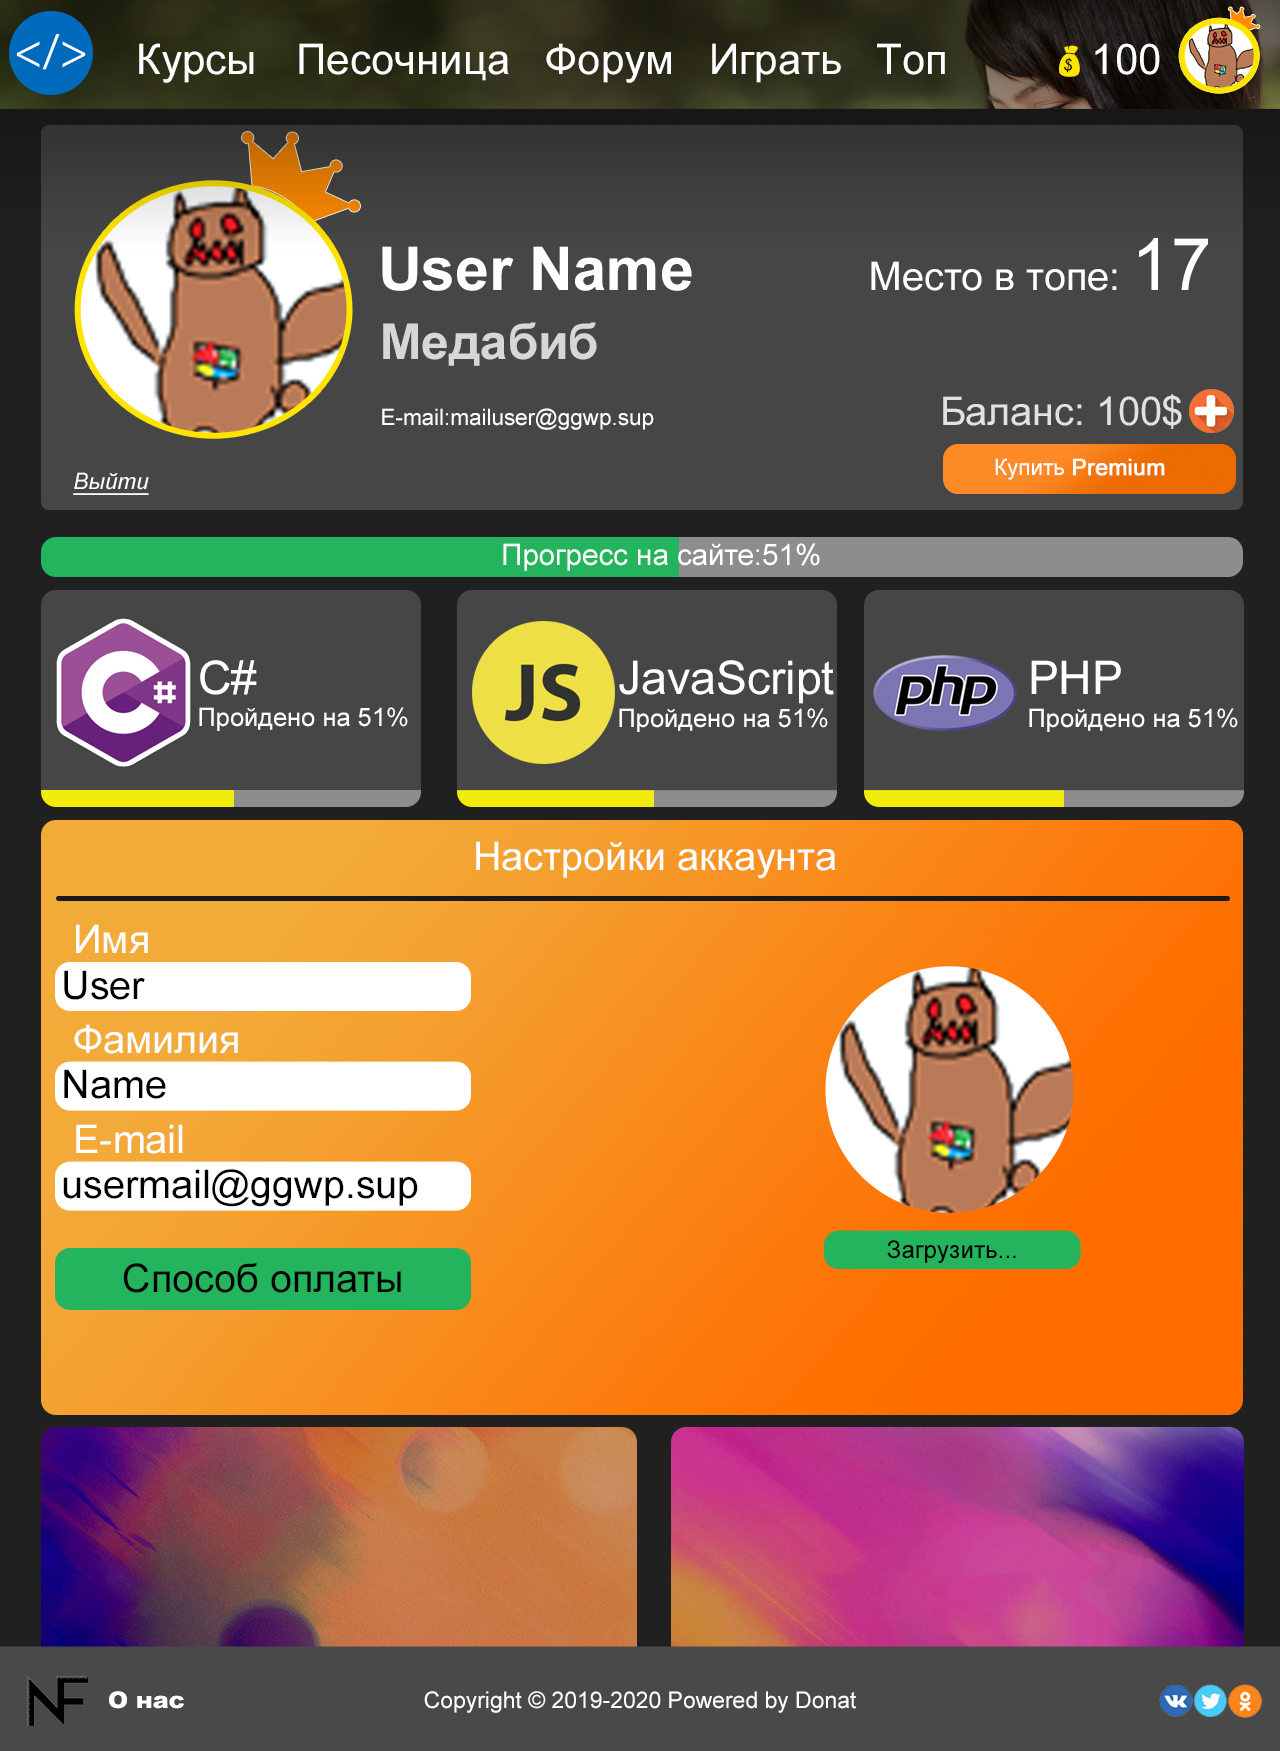 </>
Курсы Песочница Форум Играть Топ
$ 100
User Name
Место в топе: 17
Медабиб
E-mail:mailuser@ggwp.sup
Баланс: 100$
Купить Premium
Выйти
Прогресс на сайте:51%
C#
C#
Пройдено на 51%
JS
JavaScript
Пройдено на 51%
php
PHP
Пройдено на 51%
Настройки аккаунта
Имя
User
Фамилия
Name
E-mail
usermail@ggwp.sup
Загрузить...
Способ оплаты
NF
О нас
Copyright © 2019-2020 Powered by Donat